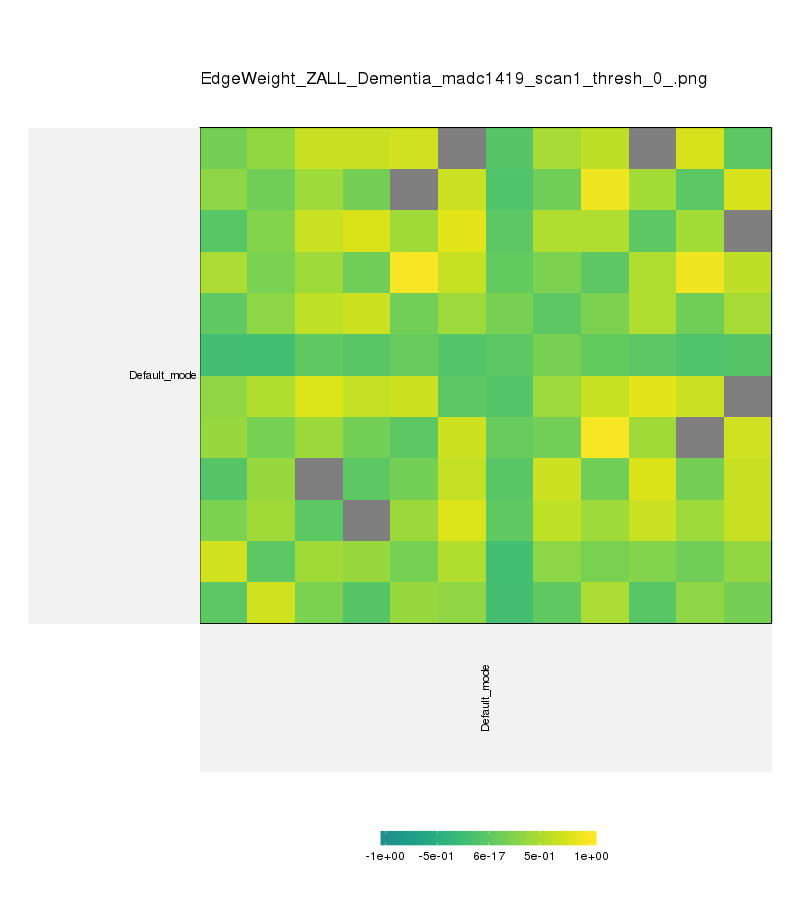 EdgeWeight_ZALL_Dementia_madc1419_scan1_thresh_0_.png
Default_mode
Default_mode
-1e+00 -5e-01 6e-17 5e-01 1e+00